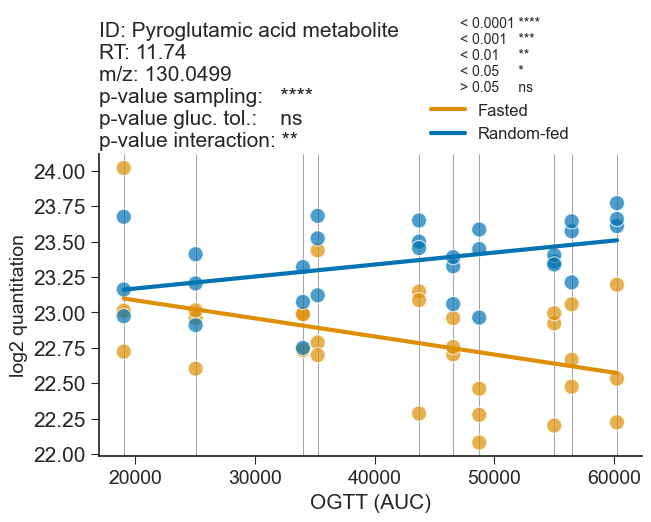 ID: Pyroglutamic acid metabolite
RT: 11.74
m/z: 130.0499
p-value sampling: ****
p-value gluc. tol.: ns
p-value interaction: **
< 0.0001 ****
< 0.001 ***
< 0.01 **
< 0.05 *
> 0.05 ns
Fasted
Random-fed
24.00
23.75
23.50
23.25
23.00
22.75
22.50
22.25
22.00
log2 quantitation
20000 30000 40000 50000 60000
OGTT (AUC)